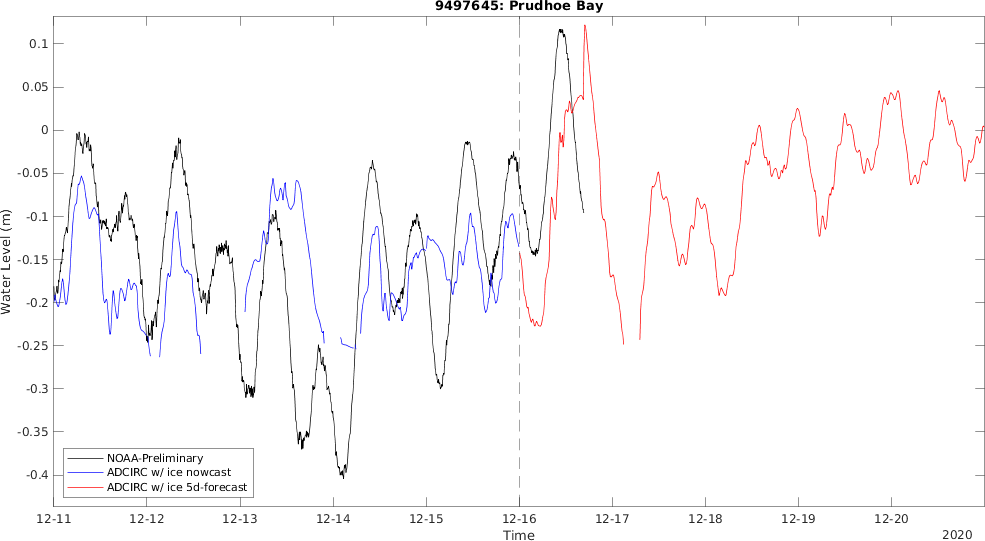 9497645: Prudhoe Bay
0.1
0.05
0
-0.05
-0.1
-0.15
-0.2
-0.25
-0.3
-0.35
-0.4
Water Level (m)
NOAA-Preliminary
ADCIRC w/ ice nowcast
ADCIRC w/ ice 5d-forecast
12-11 12-12 12-13 12-14 12-15 12-16 12-17 12-18 12-19 12-20
Time
2020